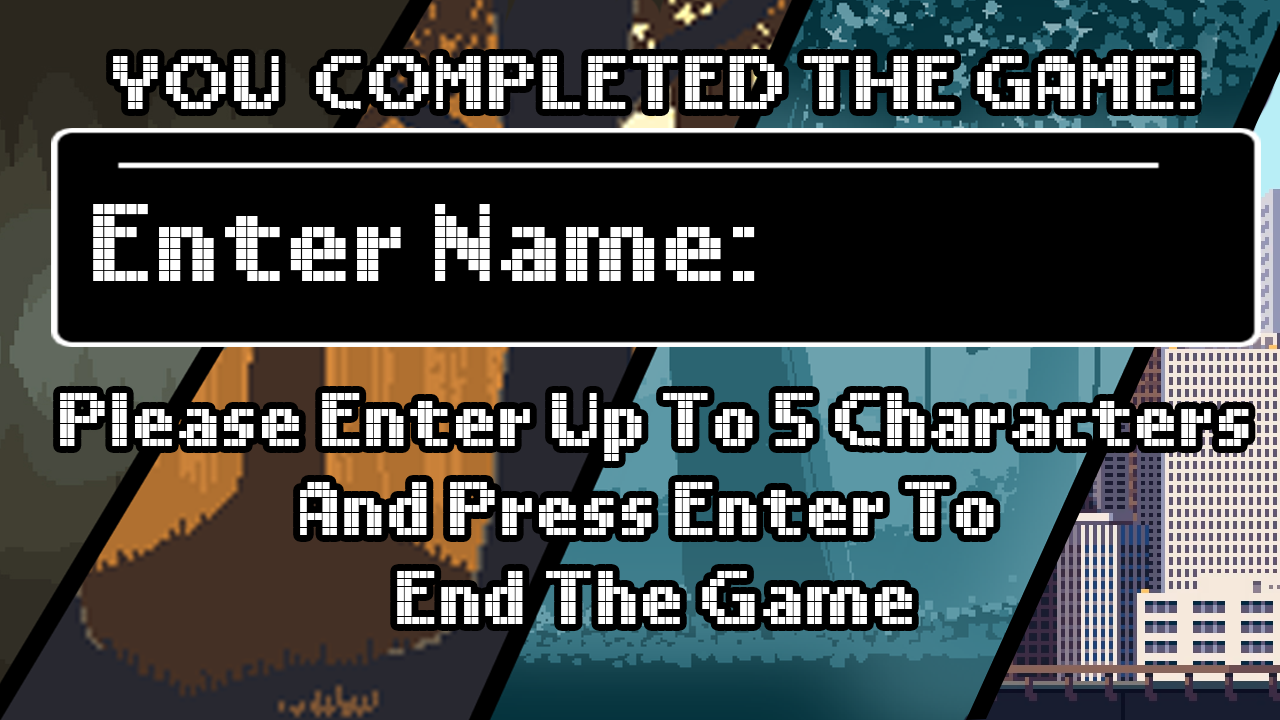 YOU COMPLETED THE GAME!
Enter Name:
Please Enter Up To 5 Characters
And Press Enter To
End The Game